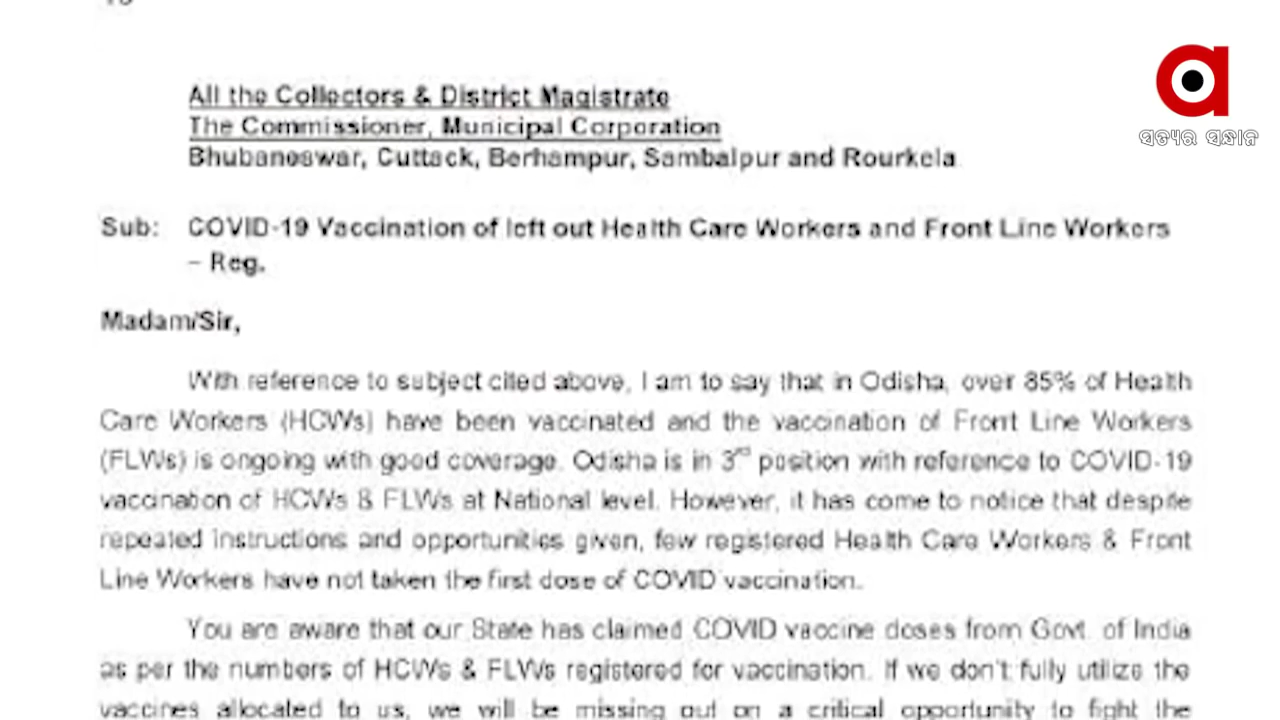 All the Collectors & District Magistrate
The Commissioner, Municipal Corporation
Bhubaneswar, Cuttack, Berhampur, Sambalpur and Rourkela
ସତ୍ୟର ସନ୍ଧାନ
Sub: COVID-19 Vaccination of left out Health Care Workers and Front Line Workers
– Reg.
Madam/Sir,
With reference to subject cited above, I am to say that in Odisha, over 85% of Health
Care Workers (HCWs) have been vaccinated and the vaccination of Front Line Workers
(FLWs) is ongoing with good coverage. Odisha is in 3rd position with reference to COVID-19
vaccination of HCWs & FLWs at National level. However, it has come to notice that despite
repeated instructions and opportunities given, few registered Health Care Workers & Front
Line Workers have not taken the first dose of COVID vaccination.
You are aware that our State has claimed COVID vaccine doses from Govt. of India
as per the numbers of HCWs & FLWs registered for vaccination. If we don't fully utilize the
vaccines allocated to us, we will be missing out on a critical opportunity to fight the